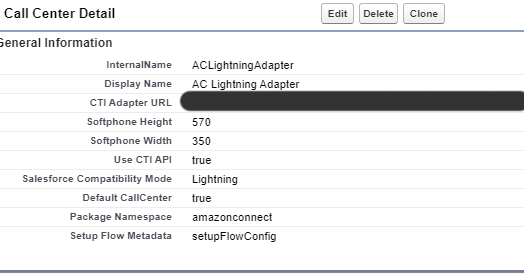 Call Center Detail
Edit Delete Clone
General Information
InternalName ACLightningAdapter
Display Name AC Lightning Adapter
CTI Adapter URL
Softphone Height 570
Softphone Width 350
Use CTI API true
Salesforce Compatibility Mode Lightning
Default CallCenter true
Package Namespace amazonconnect
Setup Flow Metadata setupFlowConfig